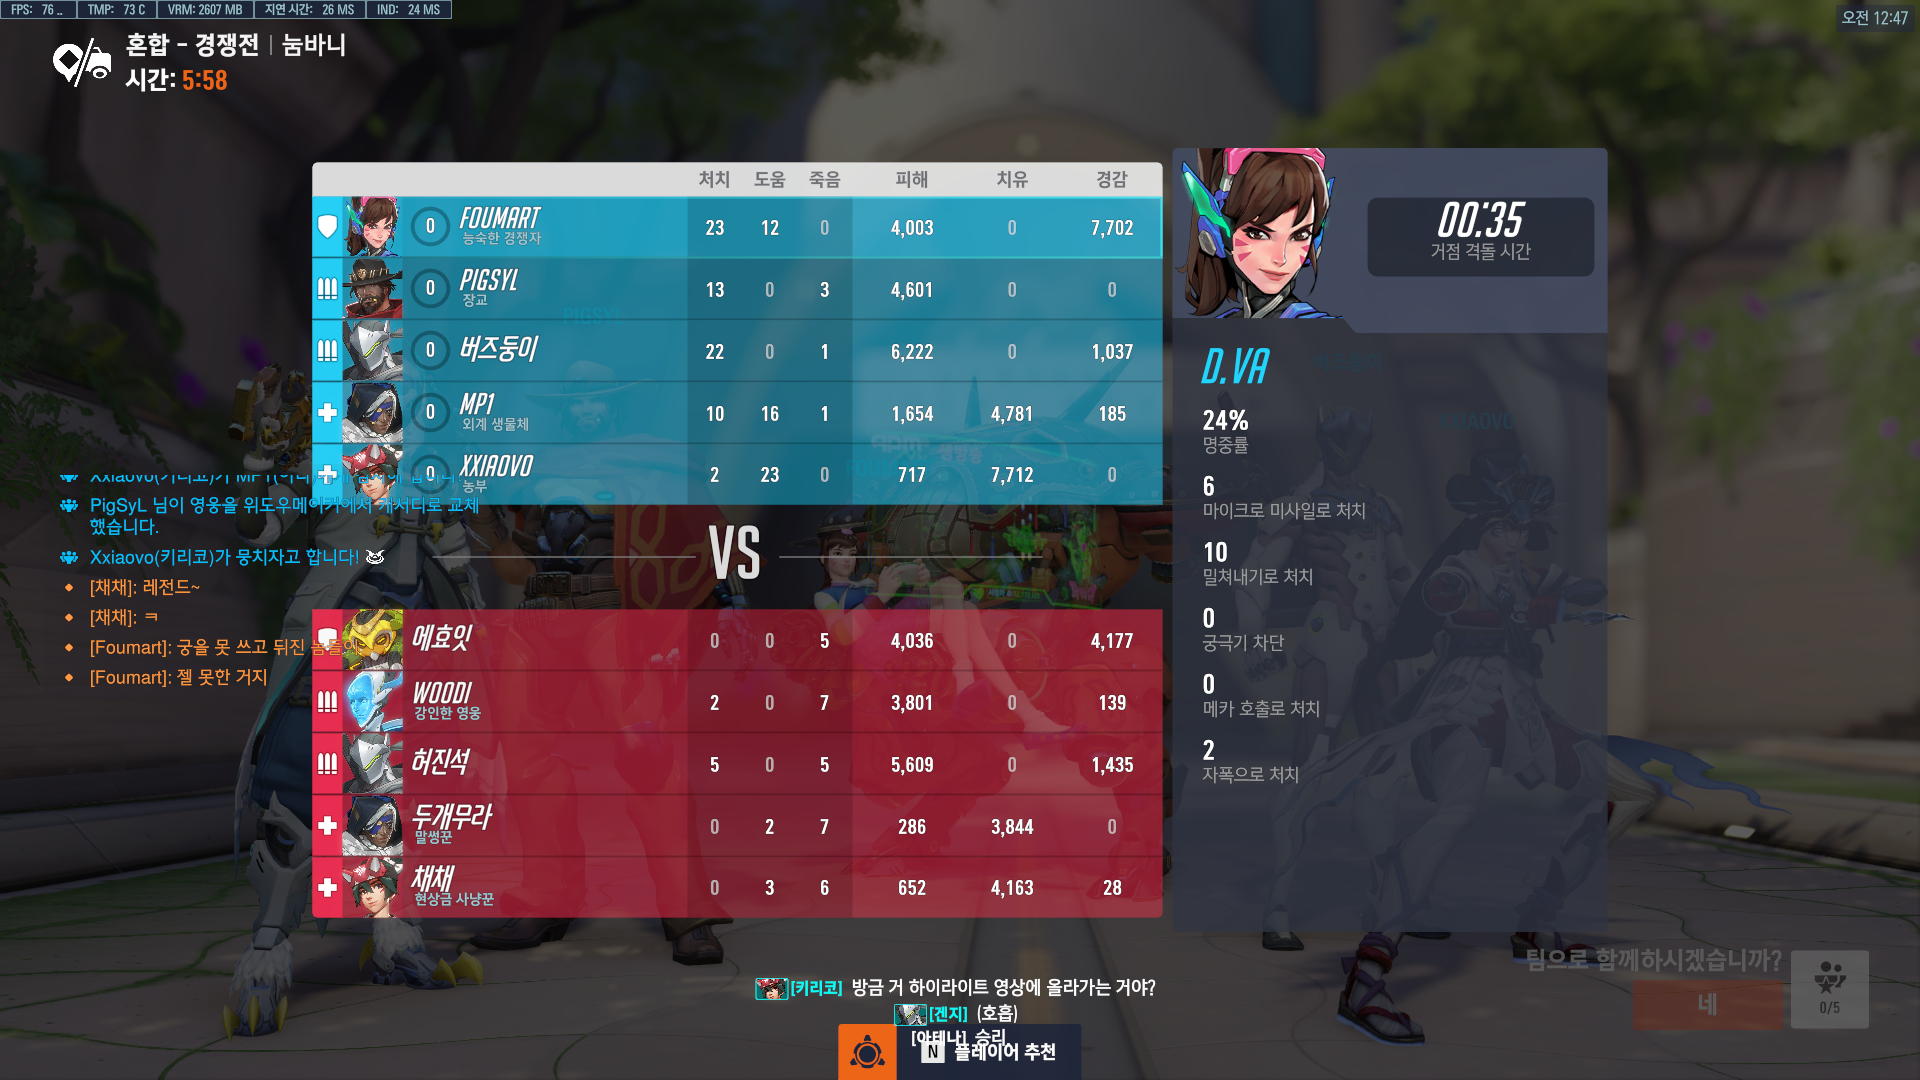 FPS: 76 .. TMP: 73 C VRM: 2607 MB 지연 시간: 26 MS IND: 24 MS
오전 12:47
혼합 - 경쟁전 | 눔바니
시간: 5:58
처치 도움 죽음 피해 치유 경감
0 FOUMART 23 12 0 4,003 0 7,702
능숙한 경쟁자
0 PIGSYL 13 0 3 4,601 0 0
장교
0 버즈둥이 22 0 1 6,222 0 1,037
0 MP1 10 16 1 1,654 4,781 185
외계 생물체
0 XXIAOVO 2 23 0 717 7,712 0
농부
PigSyL 님이 영웅을 위도우메이커에서 캐서디로 교체
했습니다.
Xxiaovo(키리코)가 뭉치자고 합니다!
[채채]: 레전드~
[채채]: ㅋ
[Foumart]: 궁을 못 쓰고 뒤진 놈들이
[Foumart]: 젤 못한 거지
VS
에효잇 0 0 5 4,036 0 4,177
WOODI 2 0 7 3,801 0 139
강인한 영웅
허진석 5 0 5 5,609 0 1,435
두개무라 0 2 7 286 3,844 0
말썽꾼
채채 0 3 6 652 4,163 28
현상금 사냥꾼
00:35
거점 격돌 시간
D.VA
24%
명중률
6
마이크로 미사일로 처치
10
밀쳐내기로 처치
0
궁극기 차단
0
메카 호출로 처치
2
자폭으로 처치
팀으로 함께하시겠습니까?
네
0/5
[키리코] 방금 거 하이라이트 영상에 올라가는 거야?
[겐지] (호흡)
[아테나] 승리
N 플레이어 추천